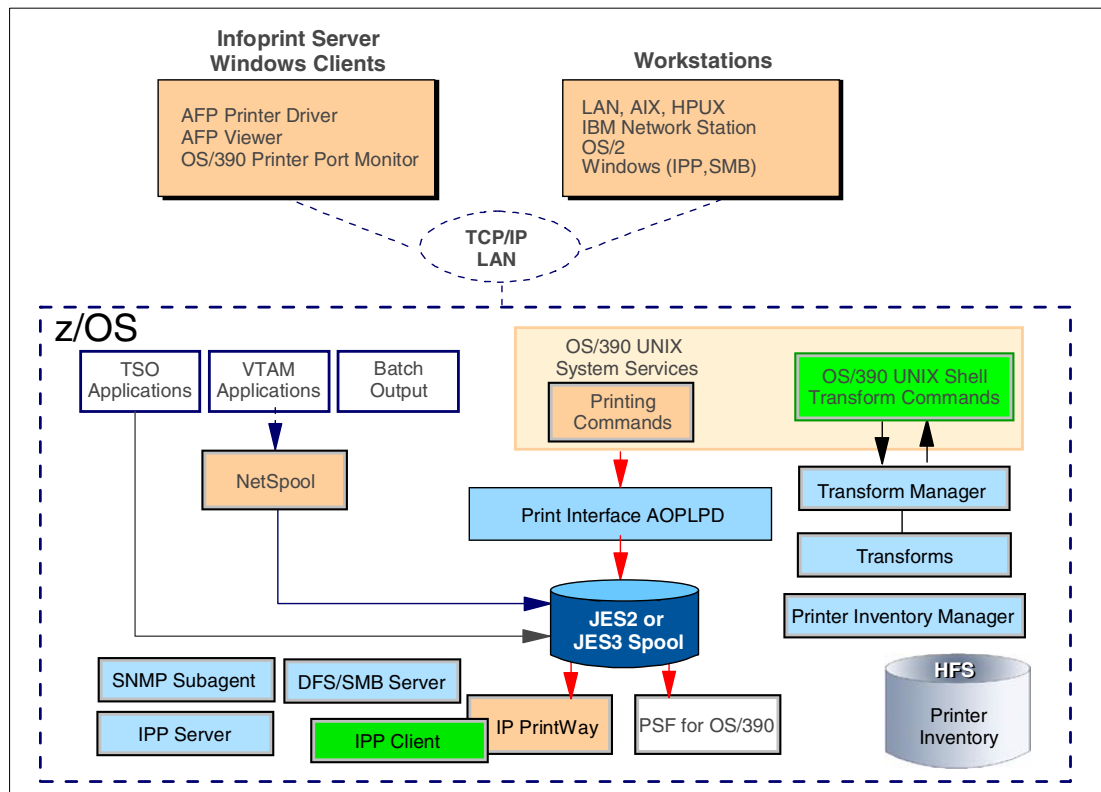 Infoprint Server
Windows Clients
AFP Printer Driver
AFP Viewer
OS/390 Printer Port Monitor
Workstations
LAN, AIX, HPUX
IBM Network Station
OS/2
Windows (IPP,SMB)
TCP/IP
LAN
z/OS
TSO
Applications
VTAM
Applications
Batch
Output
OS/390 UNIX
System Services
Printing
Commands
OS/390 UNIX Shell
Transform Commands
NetSpool
Print Interface AOPLPD
Transform Manager
Transforms
Printer Inventory Manager
JES2 or
JES3 Spool
SNMP Subagent
DFS/SMB Server
IPP Server
IPP Client
IP PrintWay
PSF for OS/390
HFS
Printer
Inventory